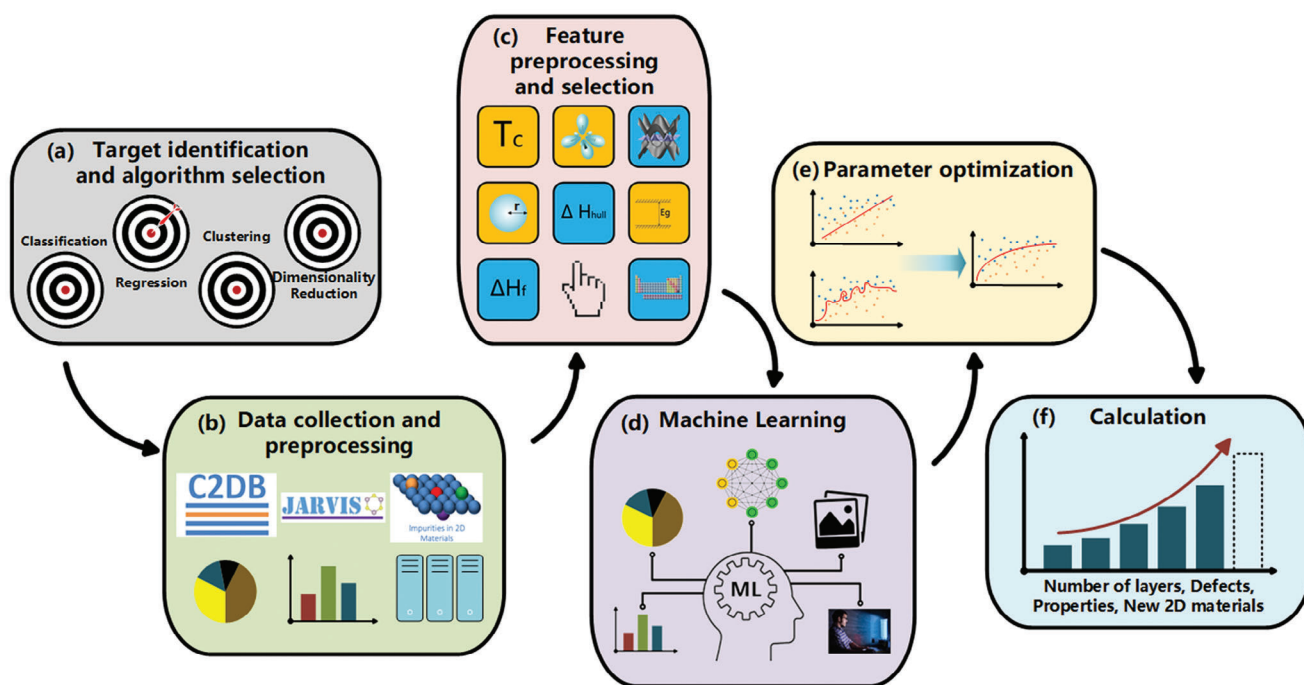 (a) Target identification
and algorithm selection
Classification
Regression
Clustering
Dimensionality
Reduction
(b) Data collection and
preprocessing
C2DB
JARVIS
Impurities in 2D
Materials
(c) Feature
preprocessing
and selection
Tc
r
Δ Hhull
Eg
ΔHf
(d) Machine Learning
ML
(e) Parameter optimization
(f) Calculation
Number of layers, Defects,
Properties, New 2D materials